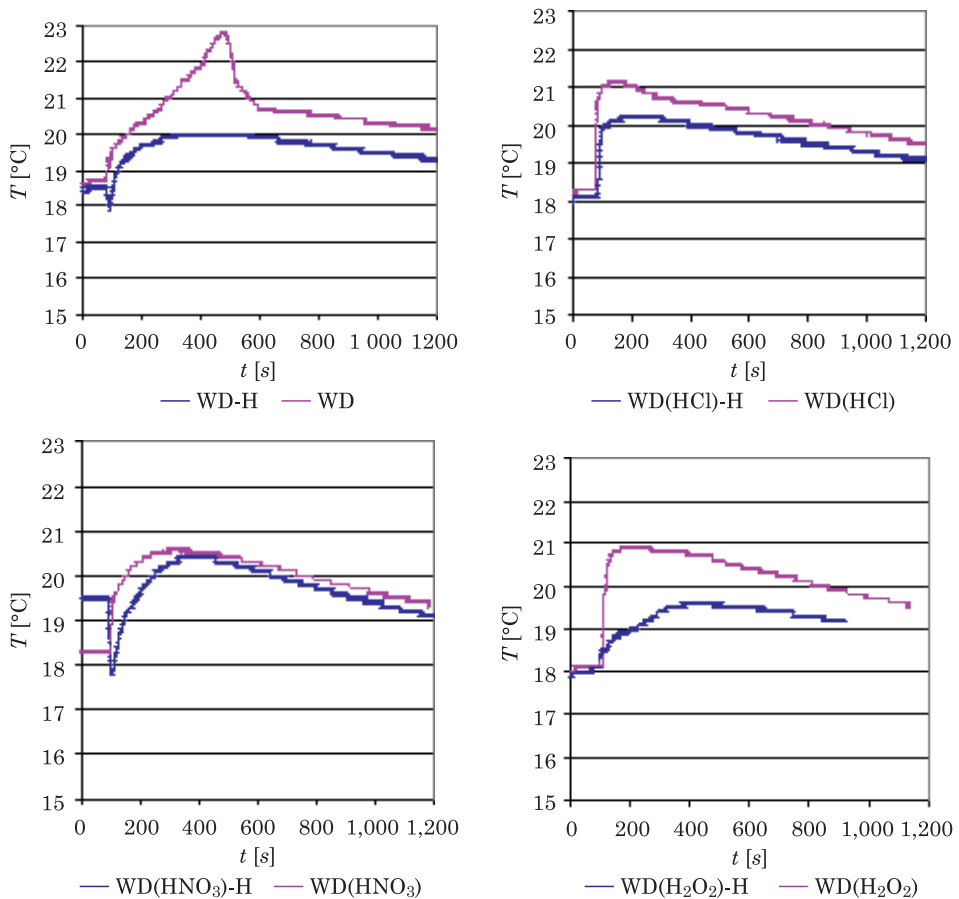 23
22
21
20
19
18
17
16
15
T [°C]
0 200 400 600 800 1 000 1200
t [s]
WD-H WD
23
22
21
20
19
18
17
16
15
T [°C]
0 200 400 600 800 1,000 1,200
t [s]
WD(HCl)-H WD(HCl)
23
22
21
20
19
18
17
16
15
T [°C]
0 200 400 600 800 1,000 1,200
t [s]
WD(HNO₃)-H WD(HNO₃)
23
22
21
20
19
18
17
16
15
T [°C]
0 200 400 600 800 1,000 1,200
t [s]
WD(H₂O₂)-H WD(H₂O₂)